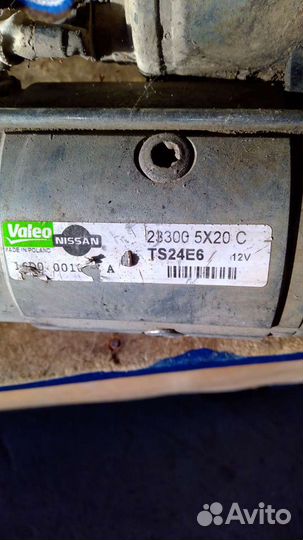 Valeo
MADE IN POLAND
NISSAN
23300 5X20 C
TS24E6 12V
A
Avito